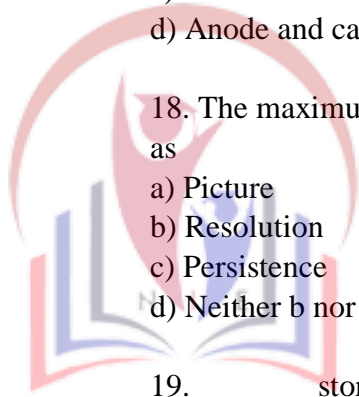 d) Anode and ca
18. The maximu
as
a) Picture
b) Resolution
c) Persistence
d) Neither b nor
19. stor